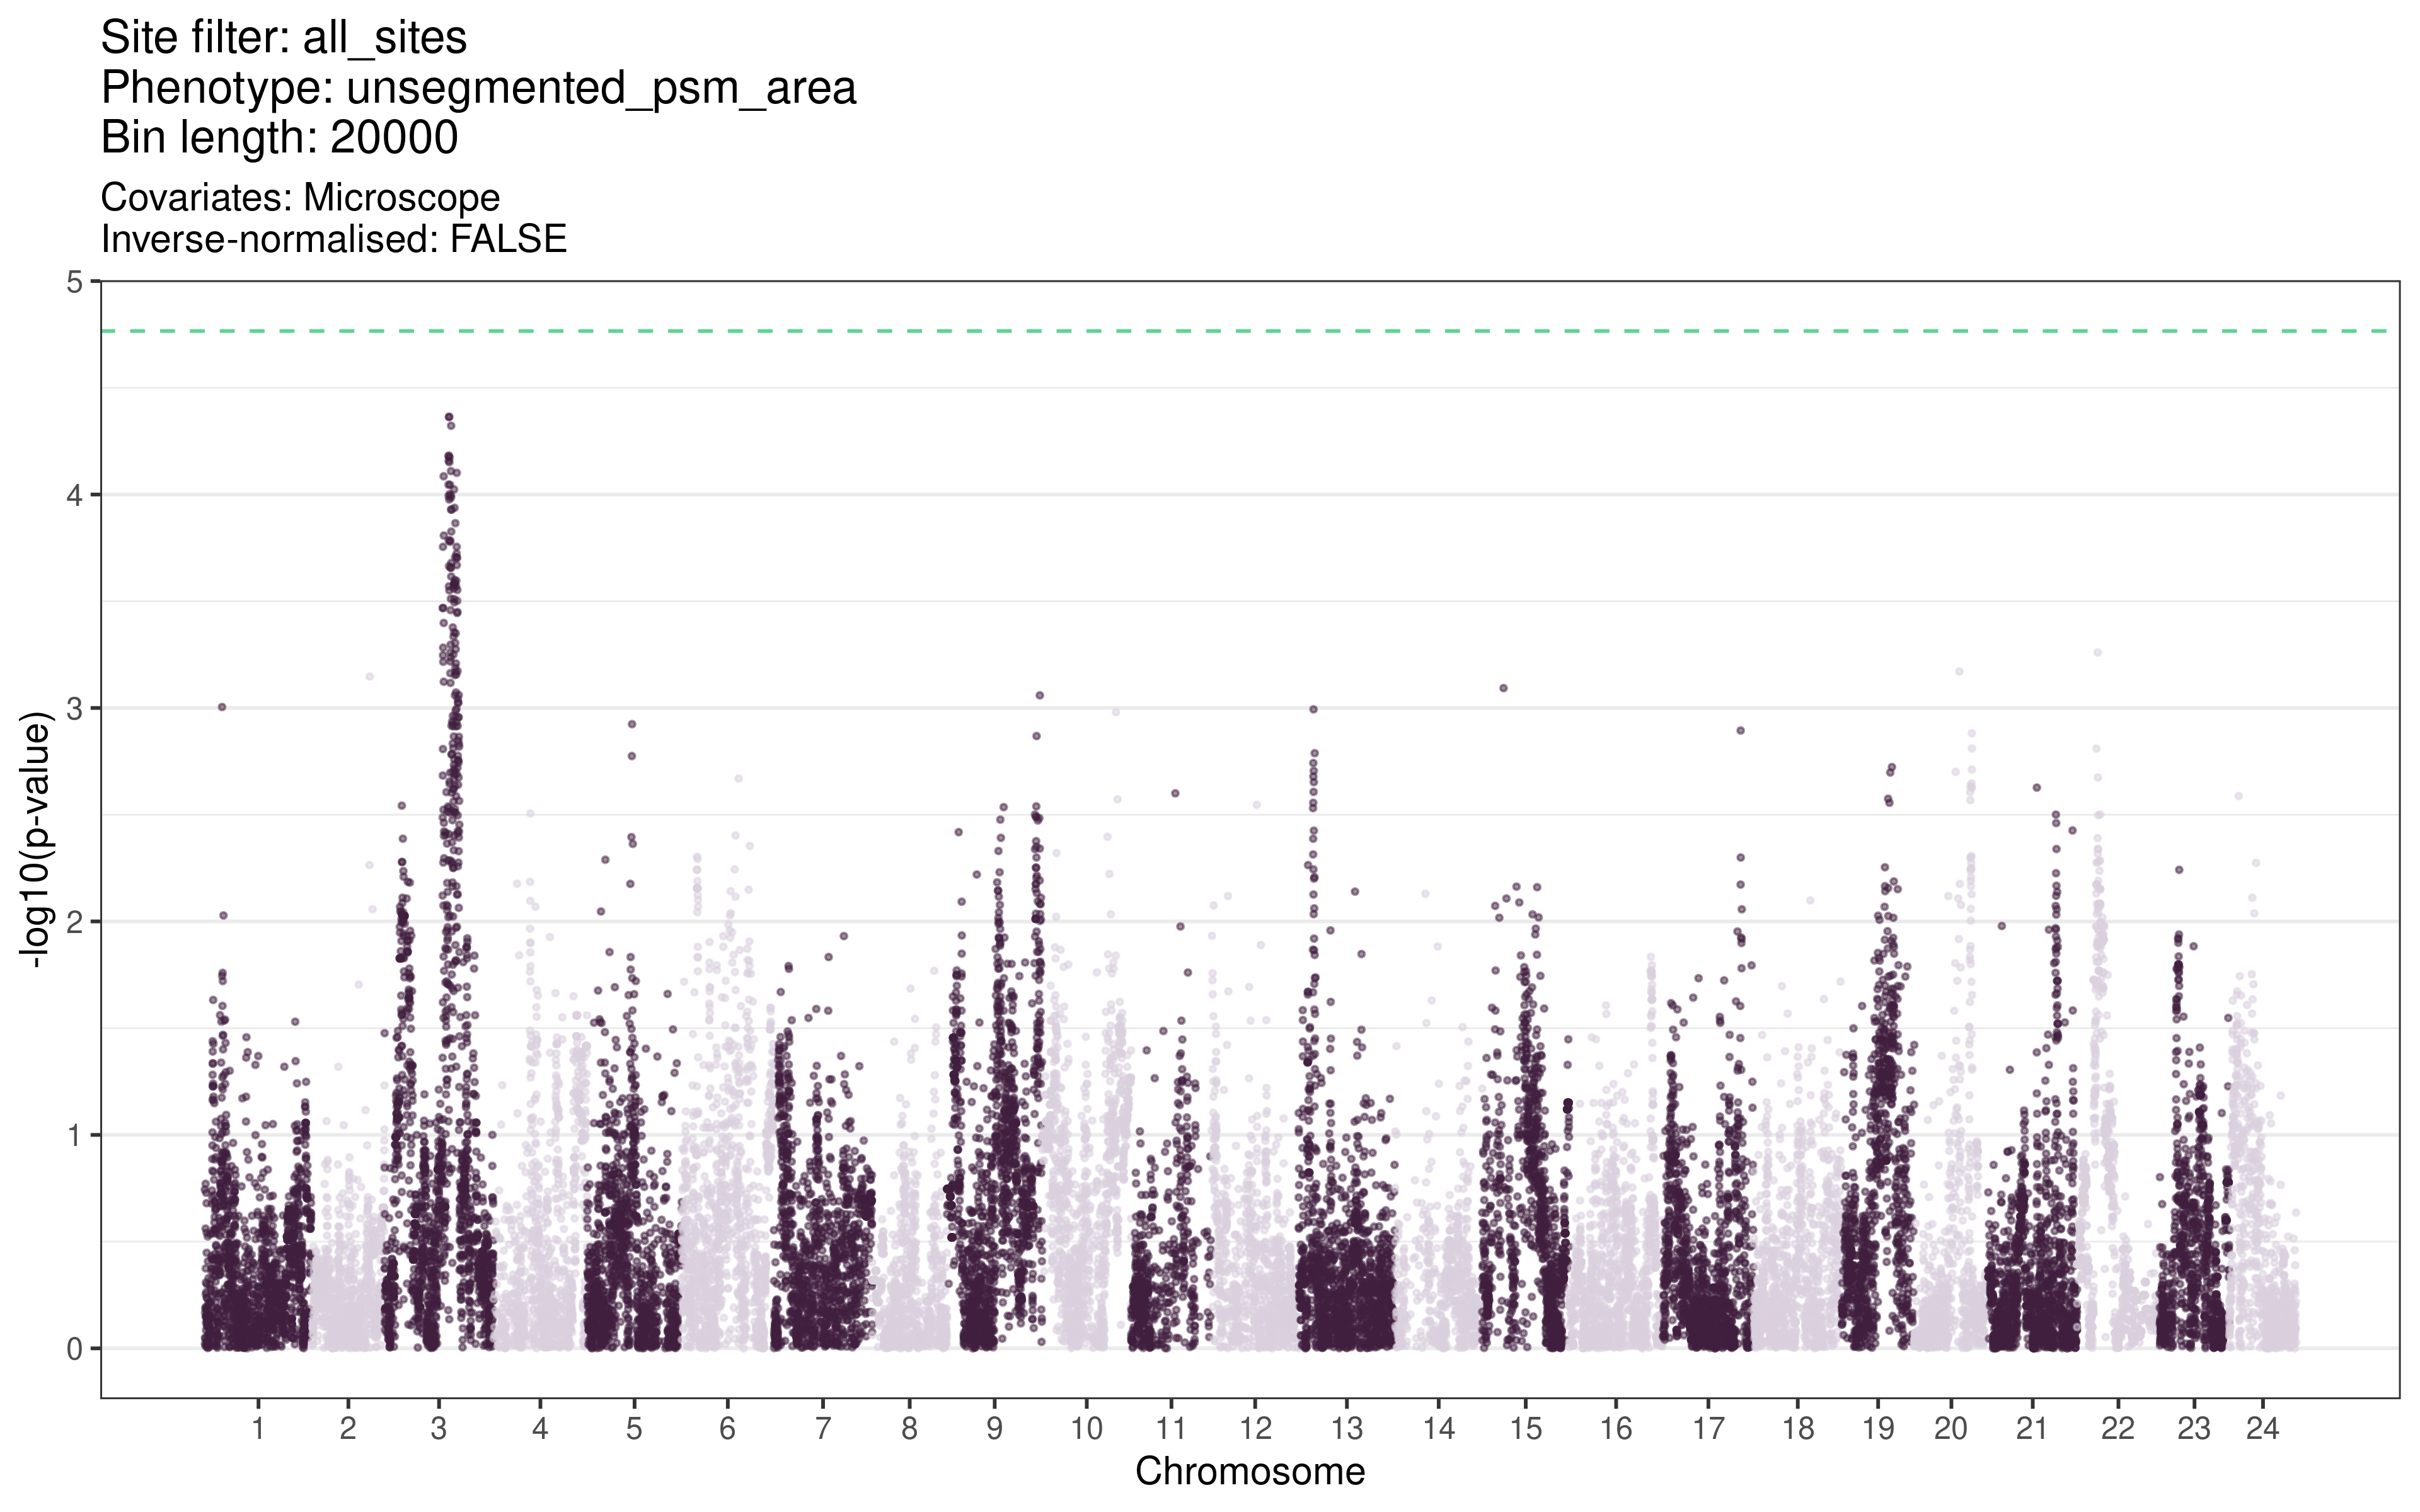 Site filter: all_sites
Phenotype: unsegmented_psm_area
Bin length: 20000
Covariates: Microscope
Inverse-normalised: FALSE
5
4
3
2
1
0
-log10(p-value)
1 2 3 4 5 6 7 8 9 10 11 12 13 14 15 16 17 18 19 20 21 22 23 24
Chromosome